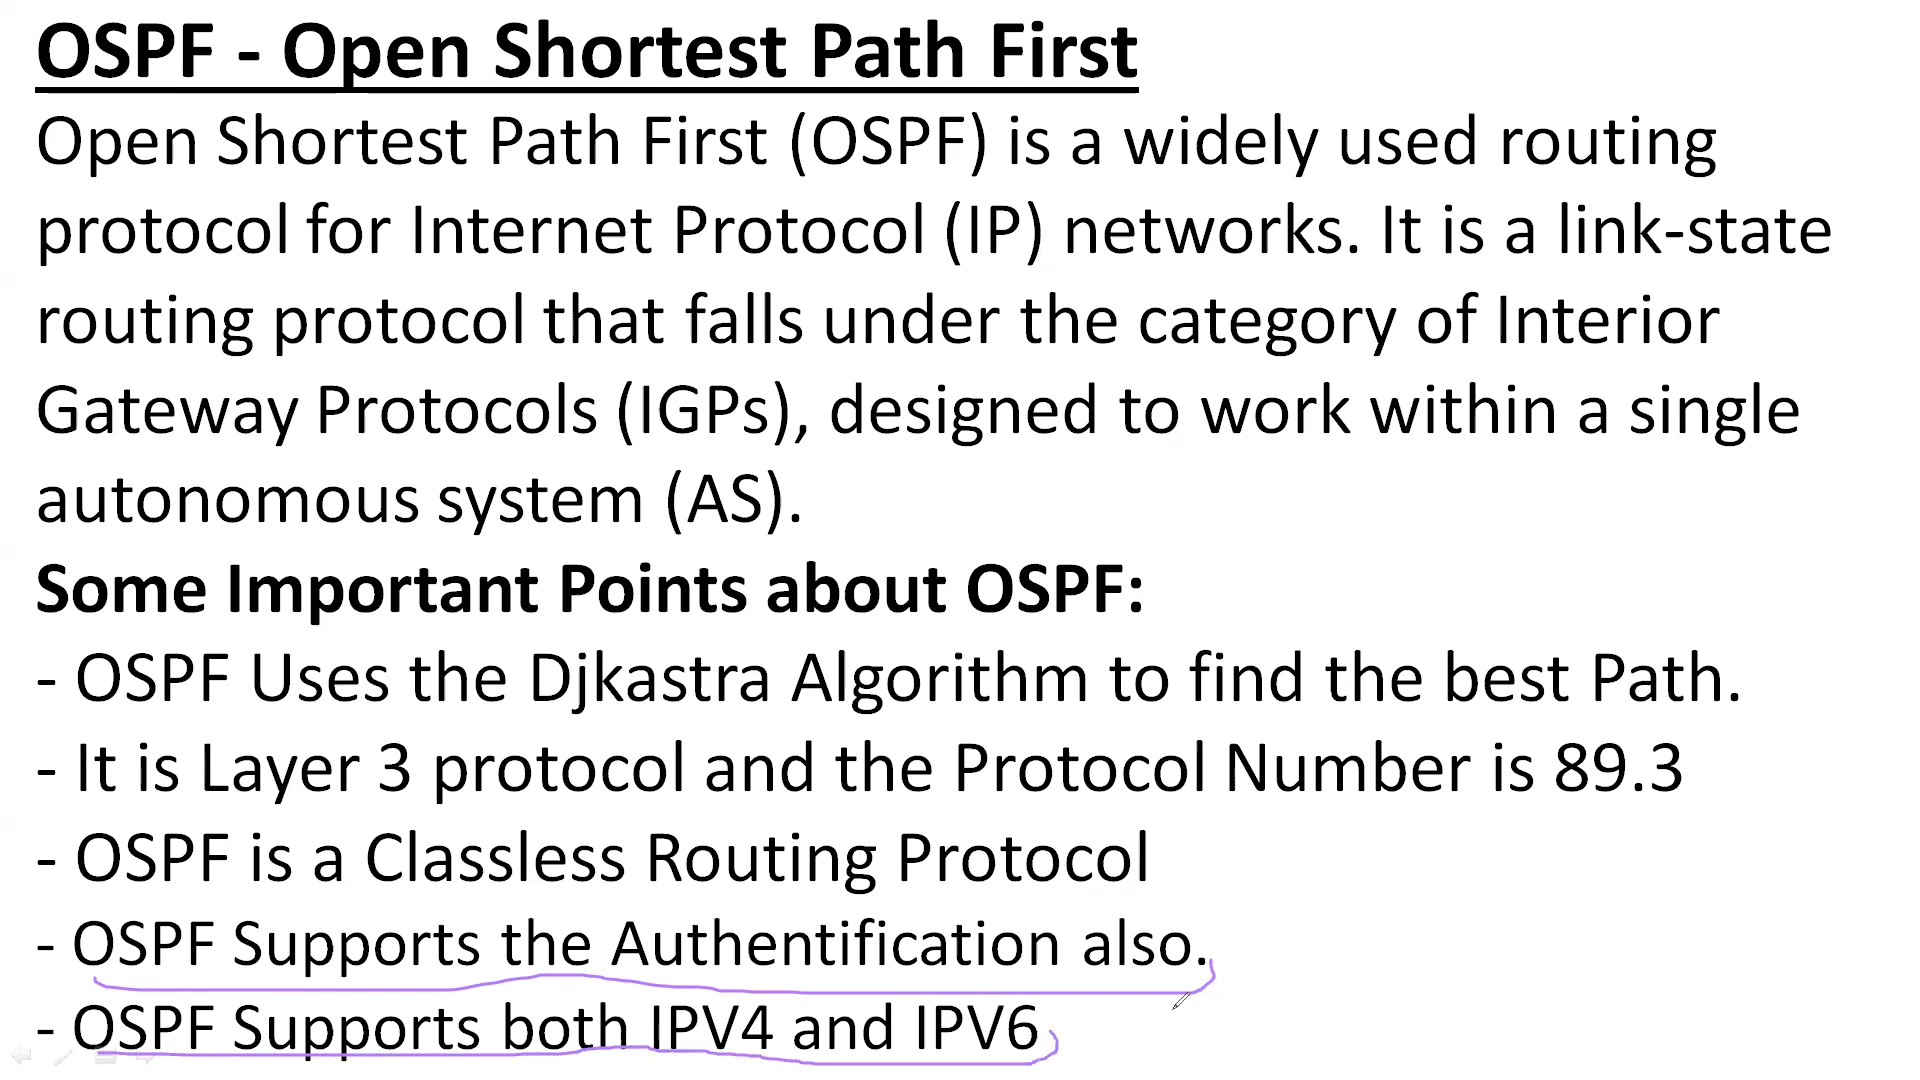 OSPF - Open Shortest Path First
Open Shortest Path First (OSPF) is a widely used routing
protocol for Internet Protocol (IP) networks. It is a link-state
routing protocol that falls under the category of Interior
Gateway Protocols (IGPs), designed to work within a single
autonomous system (AS).
Some Important Points about OSPF:
- OSPF Uses the Djkastra Algorithm to find the best Path.
- It is Layer 3 protocol and the Protocol Number is 89.3
- OSPF is a Classless Routing Protocol
- OSPF Supports the Authentification also.
- OSPF Supports both IPV4 and IPV6